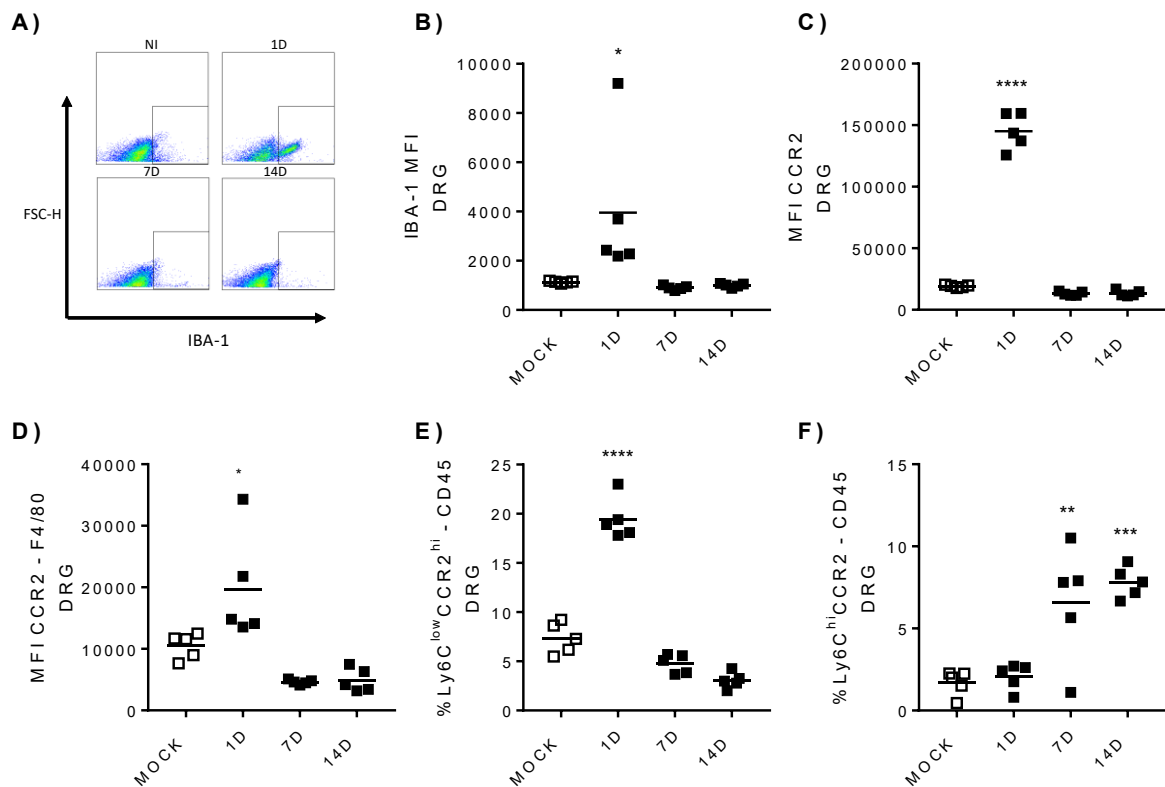 A)
NI 1D
7D 14D
FSC-H
IBA-1
B)
*
10000
8000
6000
4000
2000
0
IBA-1 MFI
DRG
MOCK 1D 7D 14D
C)
****
200000
150000
100000
50000
0
MFI CCR2
DRG
MOCK 1D 7D 14D
D)
*
40000
30000
20000
10000
0
MFI CCR2 - F4/80
DRG
MOCK 1D 7D 14D
E)
****
25
20
15
10
5
0
%Ly6C^low CCR2^hi - CD45
DRG
MOCK 1D 7D 14D
F)
** ***
15
10
5
0
%Ly6C^hi CCR2 - CD45
DRG
MOCK 1D 7D 14D